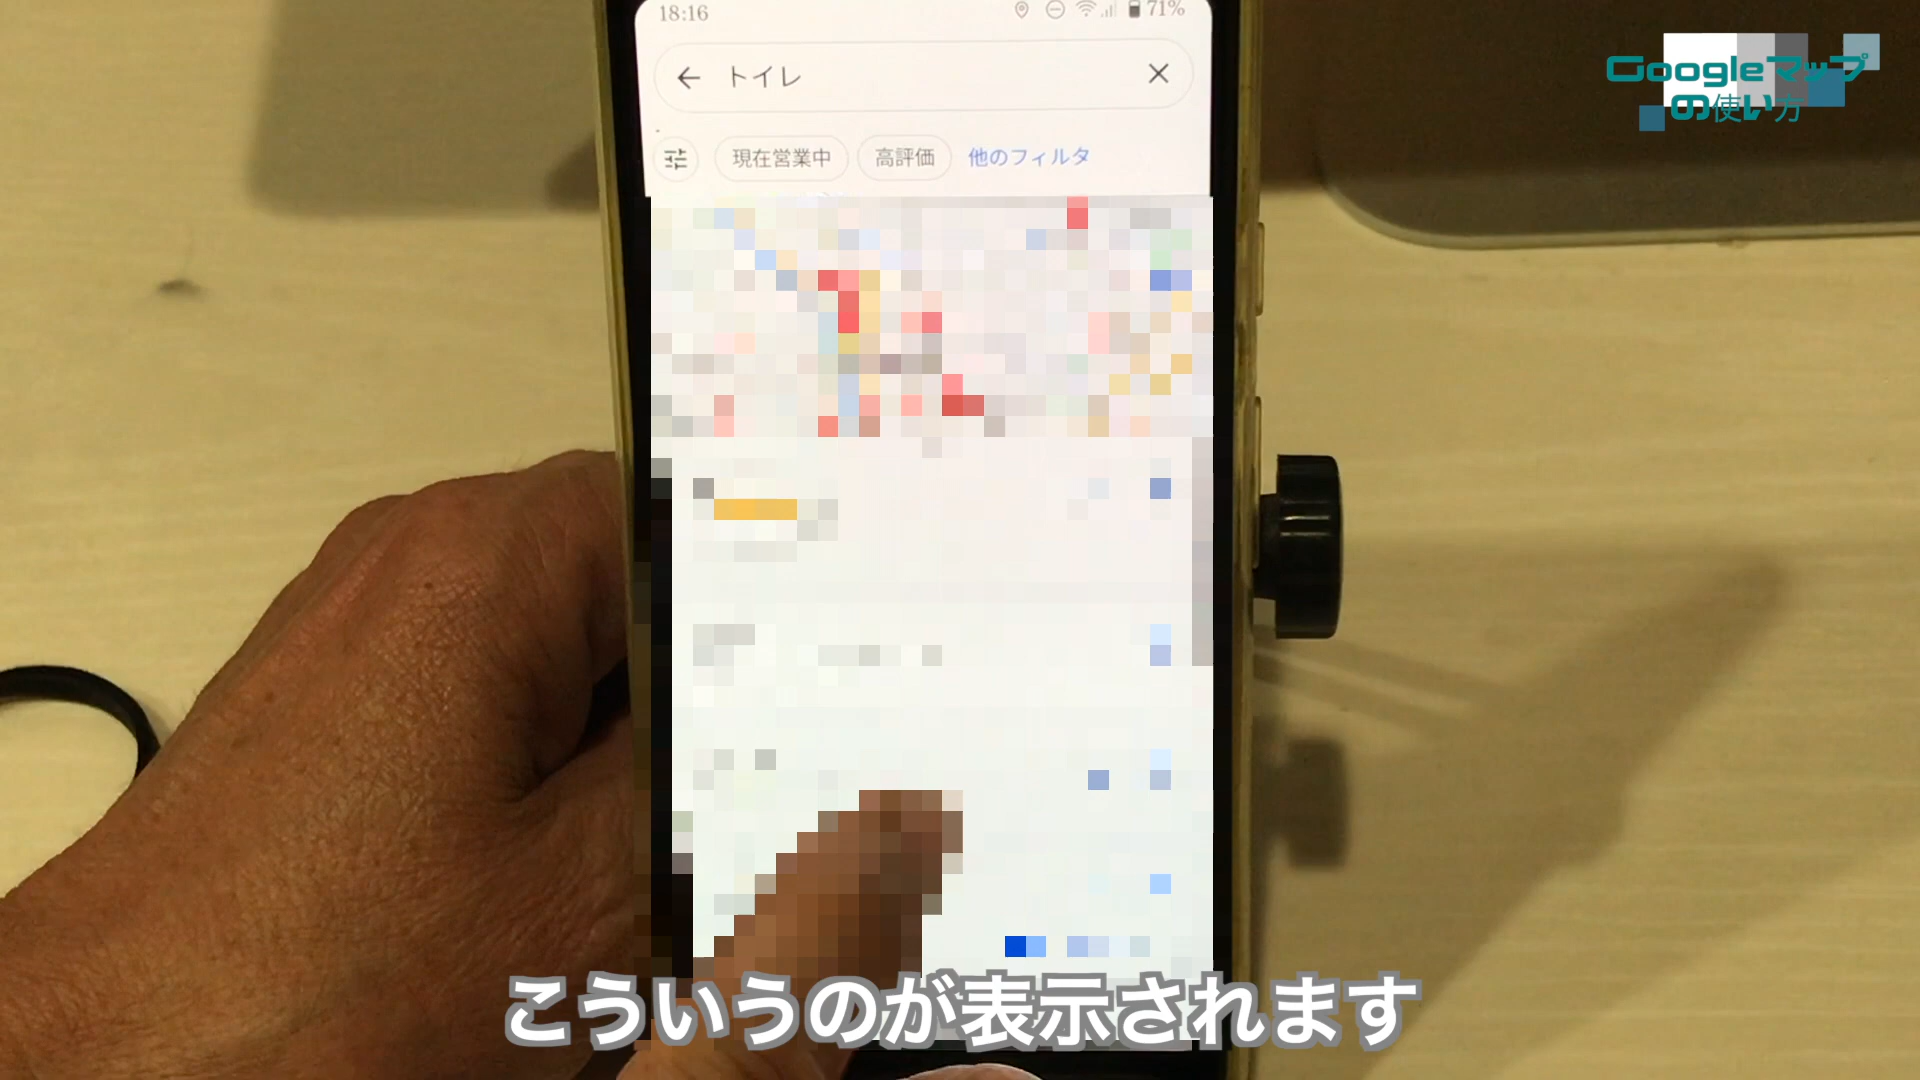 18:16
71%
トイレ
現在営業中
高評価
他のフィルタ
Googleマップ
の使い方
こういうのが表示されます